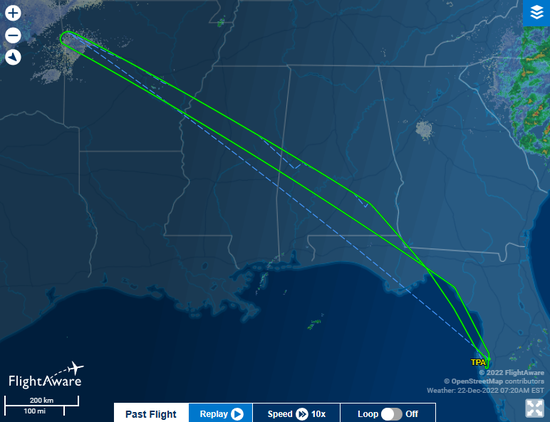 TPA
© 2022 FlightAware
© OpenStreetMap contributors
Weather: 22-Dec-2022 07:20AM EST
FlightAware
200 km
100 mi
Past Flight
Replay
Speed
10x
Loop
Off